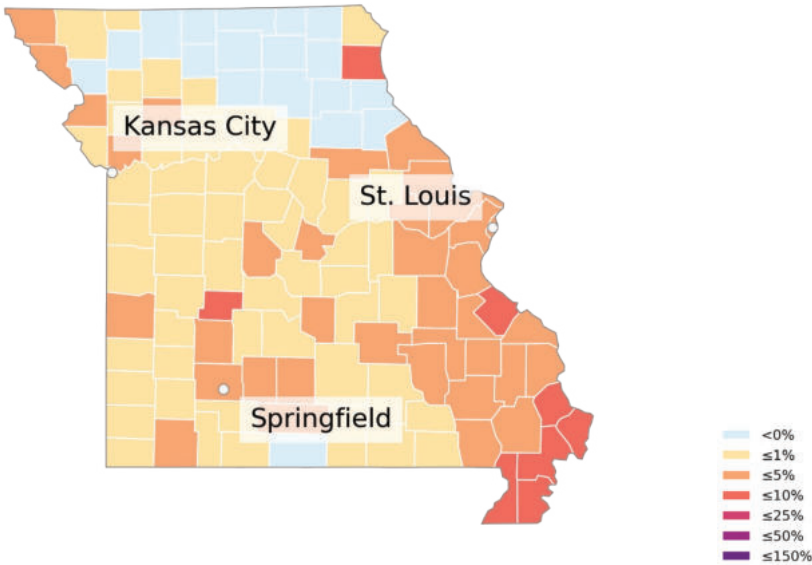 Kansas City
St. Louis
Springfield
<0%
≤1%
≤5%
≤10%
≤25%
≤50%
≤150%